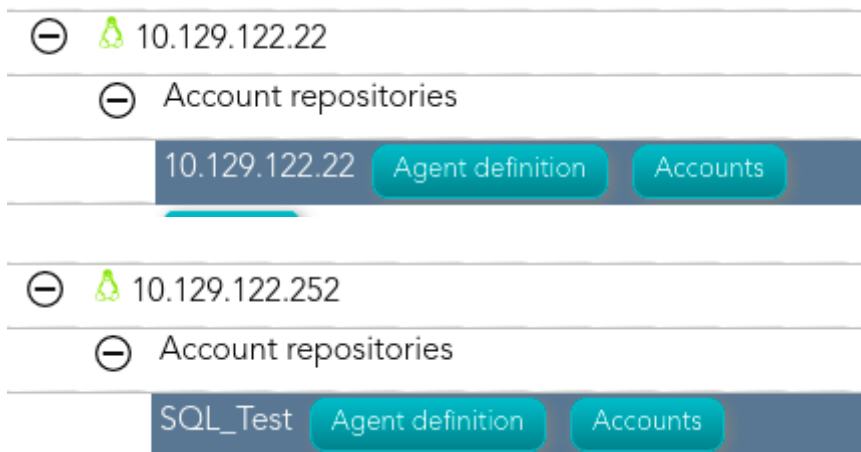 10.129.122.22
Account repositories
10.129.122.22 Agent definition Accounts
10.129.122.252
Account repositories
SQL_Test Agent definition Accounts